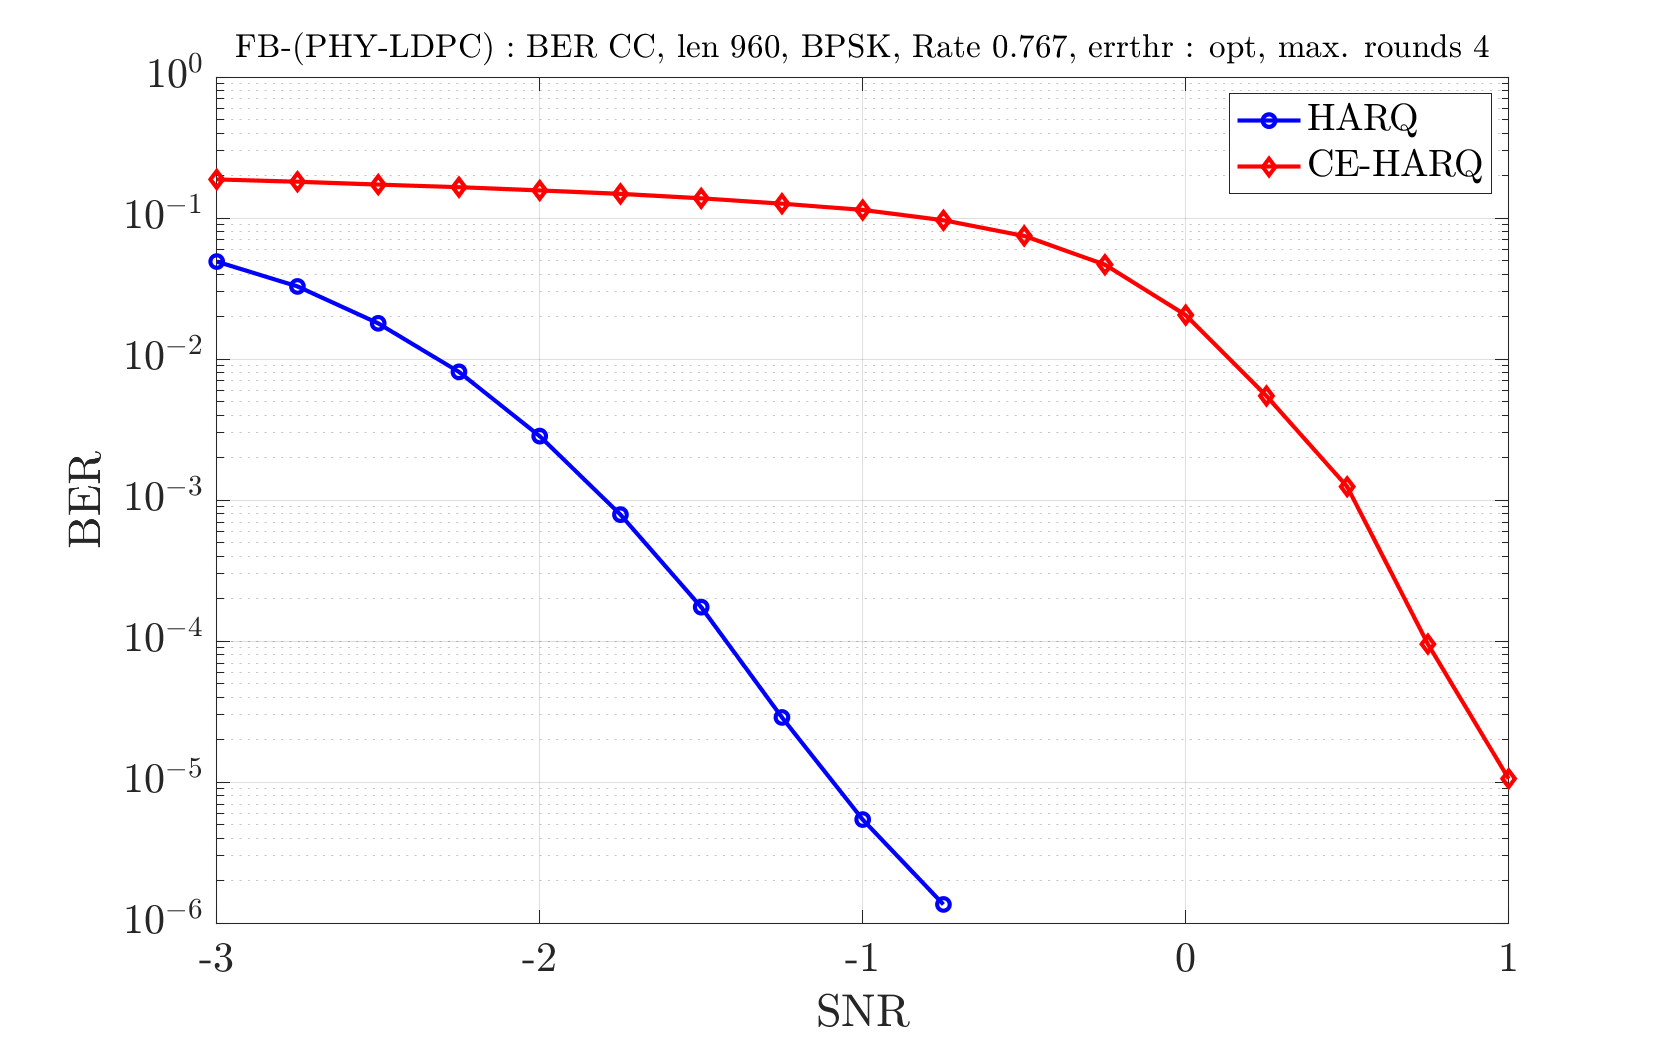 FB-(PHY-LDPC) : BER CC, len 960, BPSK, Rate 0.767, errthr : opt, max. rounds 4
HARQ
CE-HARQ
10^0
10^-1
10^-2
10^-3
10^-4
10^-5
10^-6
BER
-3 -2 -1 0 1
SNR